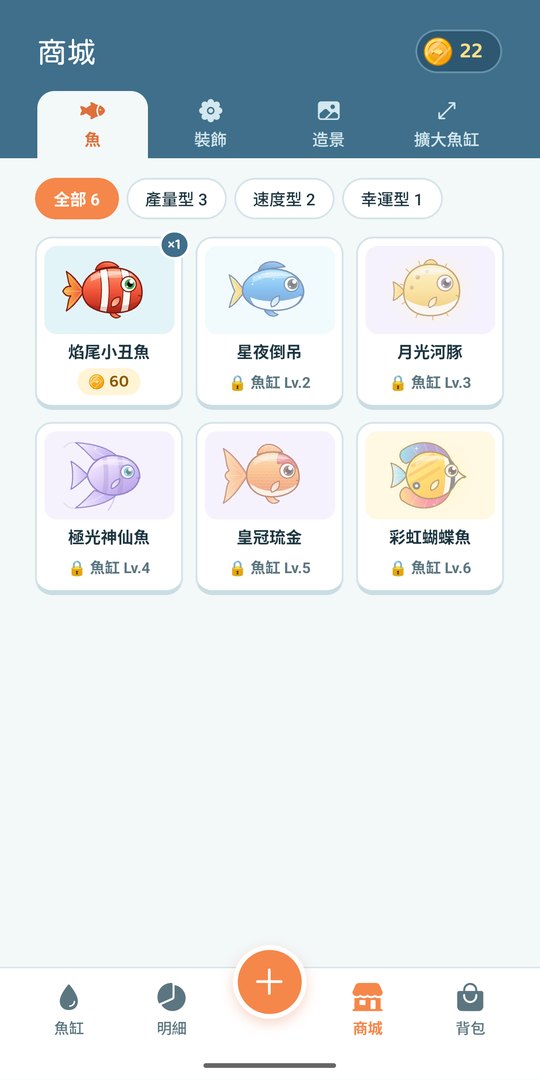 商城
22
魚
裝飾
造景
擴大魚缸
全部 6
產量型 3
速度型 2
幸運型 1
×1
焰尾小丑魚
星夜倒吊
月光河豚
60
魚缸 Lv.2
魚缸 Lv.3
極光神仙魚
皇冠琉金
彩虹蝴蝶魚
魚缸 Lv.4
魚缸 Lv.5
魚缸 Lv.6
魚缸
明細
商城
背包